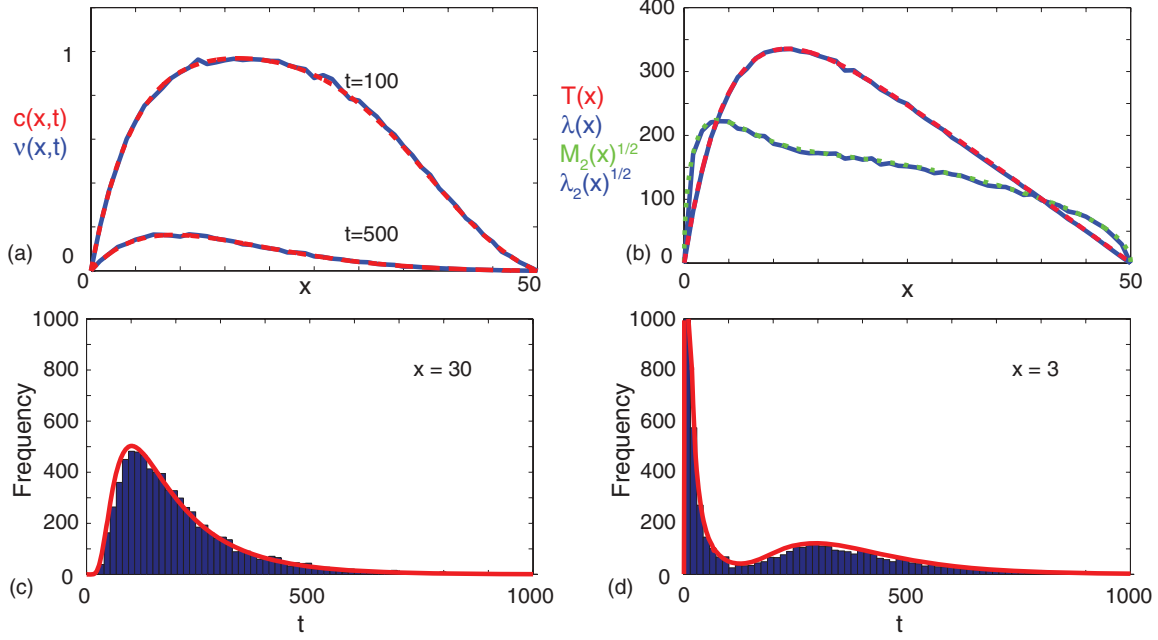 1
c(x,t)
ν(x,t)
0
t=100
t=500
(a)
0
x
50
400
300
200
100
0
T(x)
λ(x)
M₂(x)^1/2
λ₂(x)^1/2
(b)
0
x
50
1000
800
600
400
200
0
Frequency
x = 30
(c)
0
500
1000
t
1000
800
600
400
200
0
Frequency
x = 3
(d)
0
500
1000
t